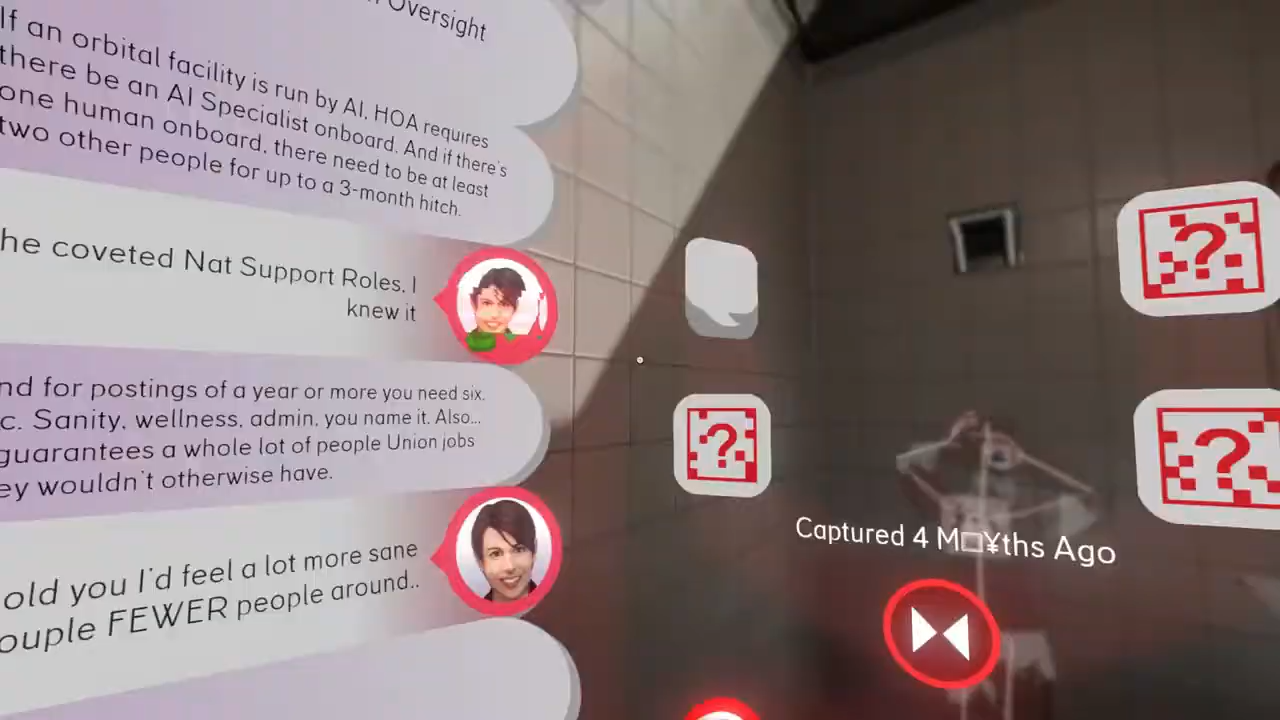 Oversight
If an orbital facility is run by AI, HOA requires
there be an AI Specialist onboard. And if there's
one human onboard, there need to be at least
two other people for up to a 3-month hitch.
he coveted Nat Support Roles. I
knew it
nd for postings of a year or more you need six.
c. Sanity, wellness, admin, you name it. Also...
guarantees a whole lot of people Union jobs
ey wouldn't otherwise have.
old you I'd feel a lot more sane
ouple FEWER people around..
?
?
?
Captured 4 M□¥ths Ago